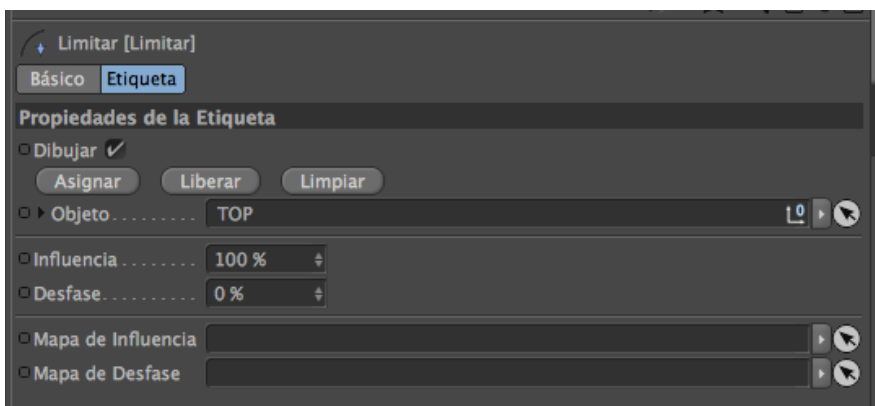 Limitar [Limitar]
Básico Etiqueta
Propiedades de la Etiqueta
Dibujar
Asignar Liberar Limpiar
Objeto......... TOP
Influencia........ 100 %
Desfase.......... 0 %
Mapa de Influencia
Mapa de Desfase